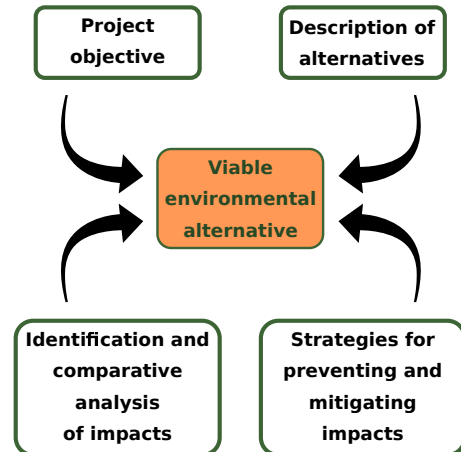 Project
objective
Description of
alternatives
Viable
environmental
alternative
Identification and
comparative
analysis
of impacts
Strategies for
preventing and
mitigating
impacts